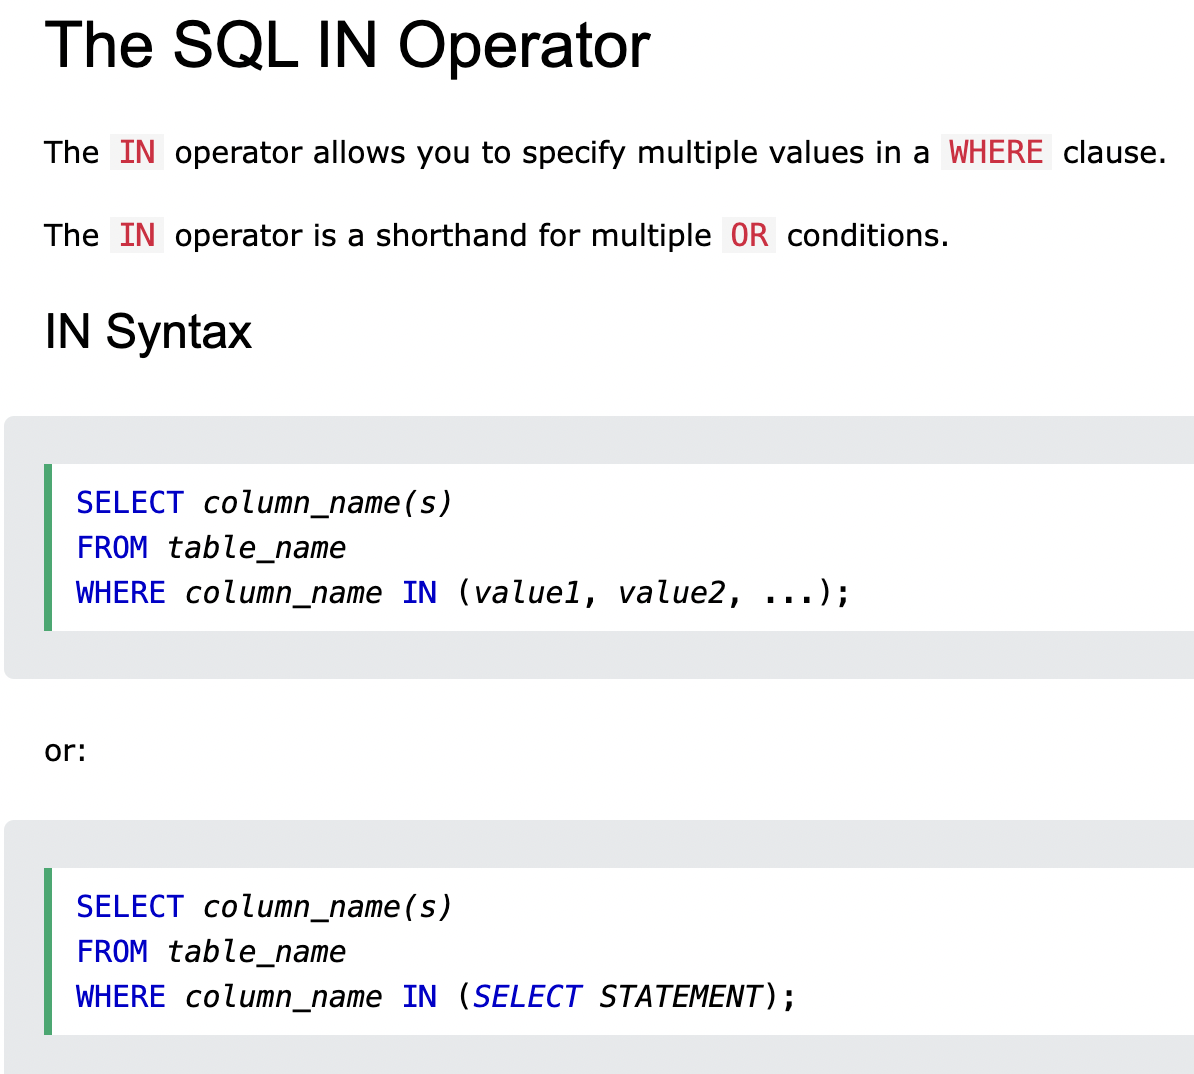 The SQL IN Operator
The IN operator allows you to specify multiple values in a WHERE clause.
The IN operator is a shorthand for multiple OR conditions.
IN Syntax
SELECT column_name(s)
FROM table_name
WHERE column_name IN (value1, value2, ...);
or:
SELECT column_name(s)
FROM table_name
WHERE column_name IN (SELECT STATEMENT);